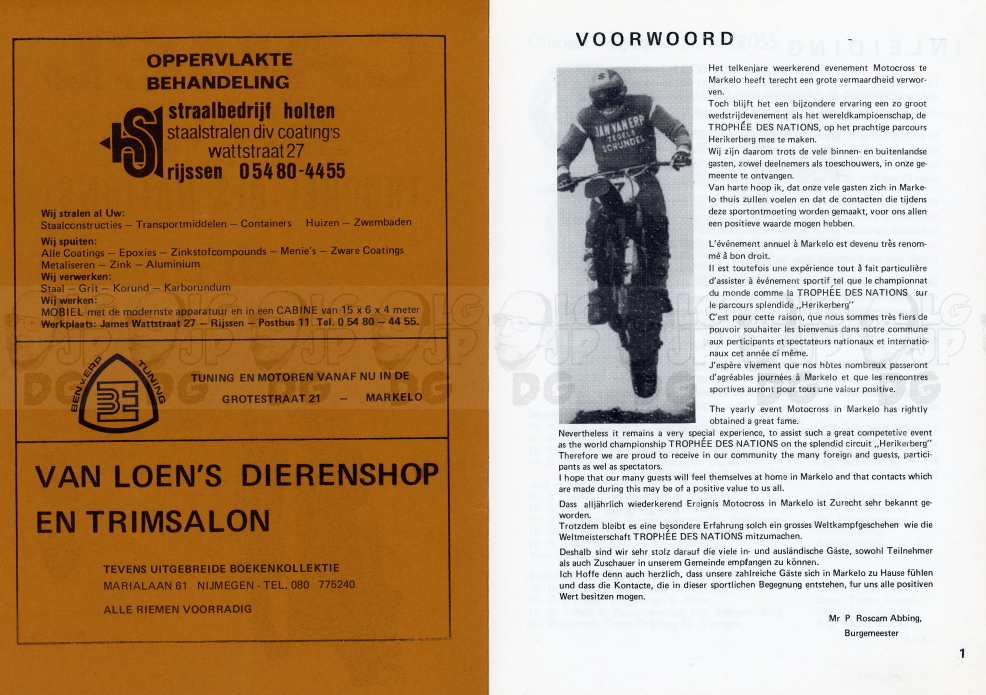 OPPERVLAKTE
BEHANDELING
straalbedrijf holten
staalstralen div coating's
wattstraat 27
rijssen 05480-4455
Wij stralen al Uw:
Staalconstructies — Transportmiddelen — Containers Huizen — Zwembaden
Wij spuiten:
Alle Coatings — Epoxies — Zinkstofcompounds — Menie's — Zware Coatings
Metaliseren — Zink — Aluminium
Wij verwerken:
Staal — Grit — Korund — Karborundum
Wij werken:
MOBIEL met de modernste apparatuur en in een CABINE van 15 x 6 x 4 meter
Werkplaats: James Wattstraat 27 — Rijssen — Postbus 11 Tel. 0 54 80 — 44 55.
BEN V. ERP TUNING
BE
TUNING EN MOTOREN VANAF NU IN DE
GROTESTRAAT 21 — MARKELO
VAN LOEN'S DIERENSHOP
EN TRIMSALON
TEVENS UITGEBREIDE BOEKENKOLLEKTIE
MARIALAAN 61 NIJMEGEN - TEL. 080 775240
ALLE RIEMEN VOORRADIG
VOORWOORD
JAN VAN ERP
TEGELS
SCHIJNDEL
Het telkenjare weerkerend evenement Motocross te
Markelo heeft terecht een grote vermaardheid verwor-
ven.
Toch blijft het een bijzondere ervaring een zo groot
wedstrijdevenement als het wereldkampioenschap, de
TROPHÉE DES NATIONS, op het prachtige parcours
Herikerberg mee te maken.
Wij zijn daarom trots de vele binnen- en buitenlandse
gasten, zowel deelnemers als toeschouwers, in onze ge-
meente te ontvangen.
Van harte hoop ik, dat onze vele gasten zich in Marke-
lo thuis zullen voelen en dat de contacten die tijdens
deze sportontmoeting worden gemaakt, voor ons allen
een positieve waarde mogen hebben.
L'événement annuel à Markelo est devenu très renom-
mé à bon droit.
Il est toutefois une expérience tout à fait particulière
d'assister à événement sportif tel que le championnat
du monde comme la TROPHÉE DES NATIONS sur
le parcours splendide ,,Herikerberg"
C'est pour cette raison, que nous sommes très fiers de
pouvoir souhaiter les bienvenus dans notre commune
aux perticipants et spectateurs nationaux et internatio-
naux cet année ci même.
J'espère vivement que nos hôtes nombreux passeront
d'agréables journées à Markelo et que les rencontres
sportives auront pour tous une valeur positive.
The yearly event Motocross in Markelo has rightly
obtained a great fame.
Nevertheless it remains a very special experience, to assist such a great competetive event
as the world championship TROPHÉE DES NATIONS on the splendid circuit ,,Herikerberg"
Therefore we are proud to receive in our community the many foreign and guests, partici-
pants as wel as spectators.
I hope that our many guests will feel themselves at home in Markelo and that contacts which
are made during this may be of a positive value to us all.
Dass alljährlich wiederkerend Ereignis Motocross in Markelo ist Zurecht sehr bekannt ge-
worden.
Trotzdem bleibt es eine besondere Erfahrung solch ein grosses Weltkampfgeschehen wie die
Weltmeisterschaft TROPHÉE DES NATIONS mitzumachen.
Deshalb sind wir sehr stolz darauf die viele in- und ausländische Gäste, sowohl Teilnehmer
als auch Zuschauer in unserem Gemeinde empfangen zu können.
Ich Hoffe denn auch herzlich, dass unsere zahlreiche Gäste sich in Markelo zu Hause fühlen
und dass die Kontakte, die in dieser sportlichen Begegnung entstehen, fur uns alle positiven
Wert besitzen mogen.
Mr P Roscam Abbing,
Burgemeester
1